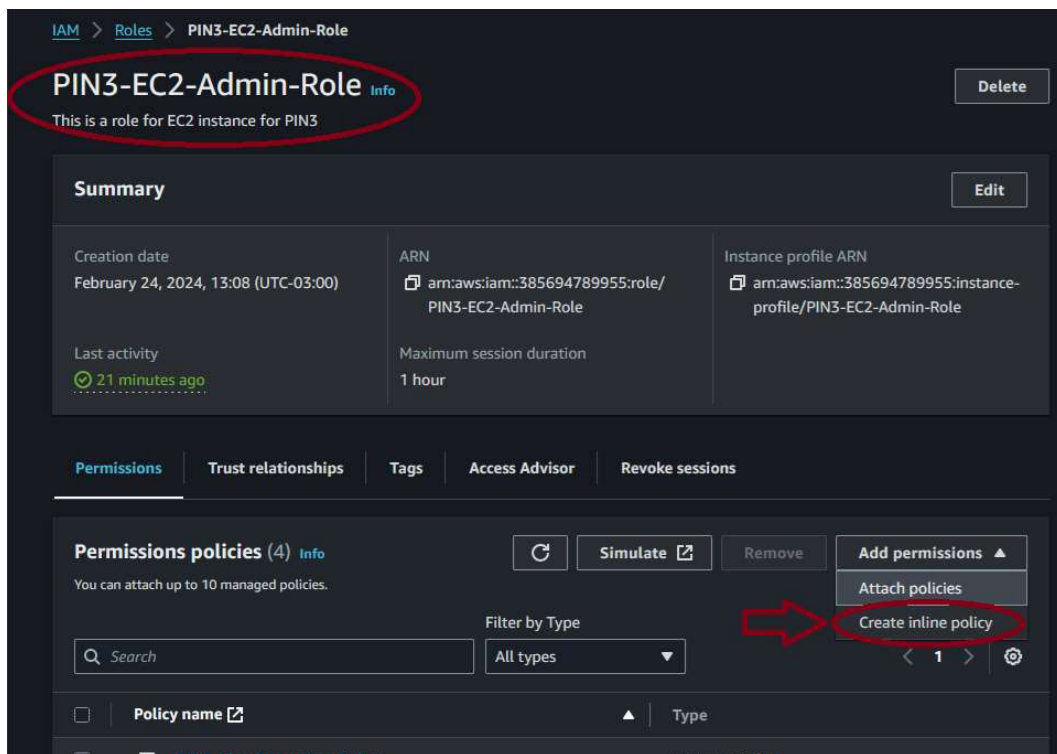 IAM > Roles > PIN3-EC2-Admin-Role
PIN3-EC2-Admin-Role Info
Delete
This is a role for EC2 instance for PIN3
Summary
Edit
Creation date
February 24, 2024, 13:08 (UTC-03:00)
ARN
arn:aws:iam::385694789955:role/
PIN3-EC2-Admin-Role
Instance profile ARN
arn:aws:iam::385694789955:instance-
profile/PIN3-EC2-Admin-Role
Last activity
21 minutes ago
Maximum session duration
1 hour
Permissions
Trust relationships
Tags
Access Advisor
Revoke sessions
Permissions policies (4) Info
Simulate
Remove
Add permissions
You can attach up to 10 managed policies.
Attach policies
Create inline policy
Filter by Type
Search
All types
1
Policy name
Type